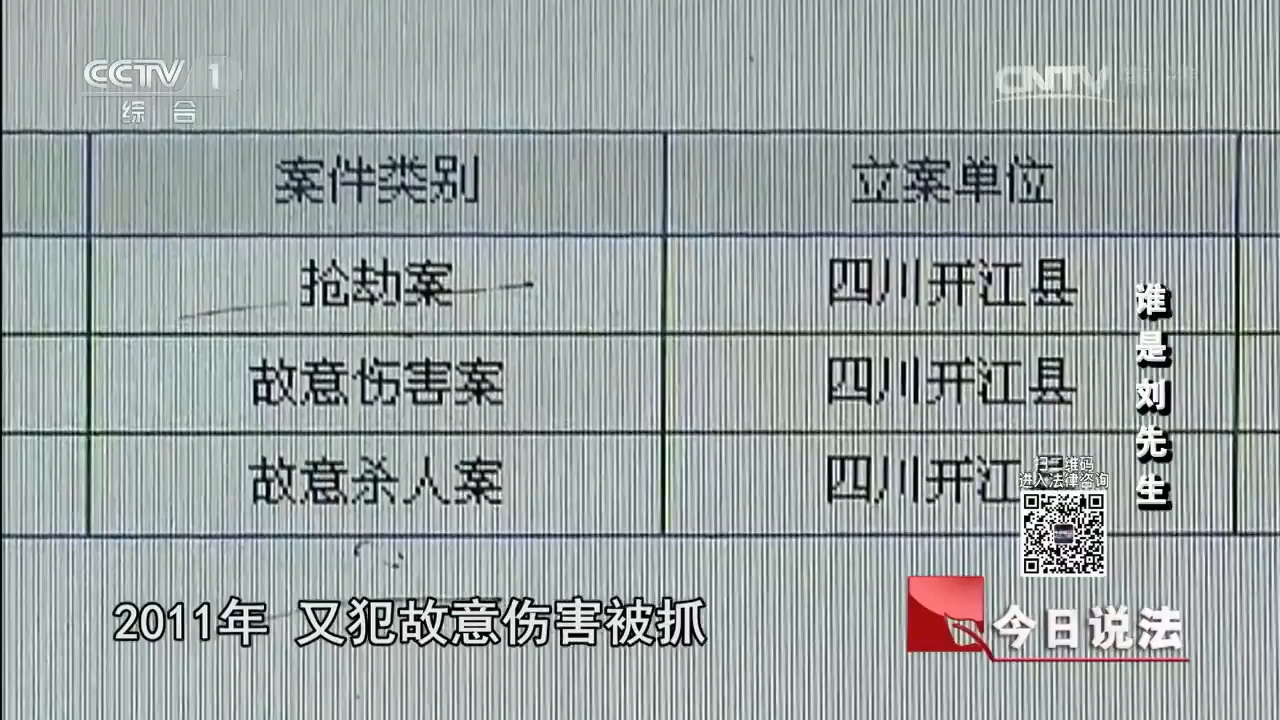 CCTV 1
综合
CNTV
案件类别 立案单位
抢劫案 四川开江县
故意伤害案 四川开江县
故意杀人案 四川开江
谁是刘先生
扫二维码
进入法律咨询
2011年 又犯故意伤害被抓
今日说法